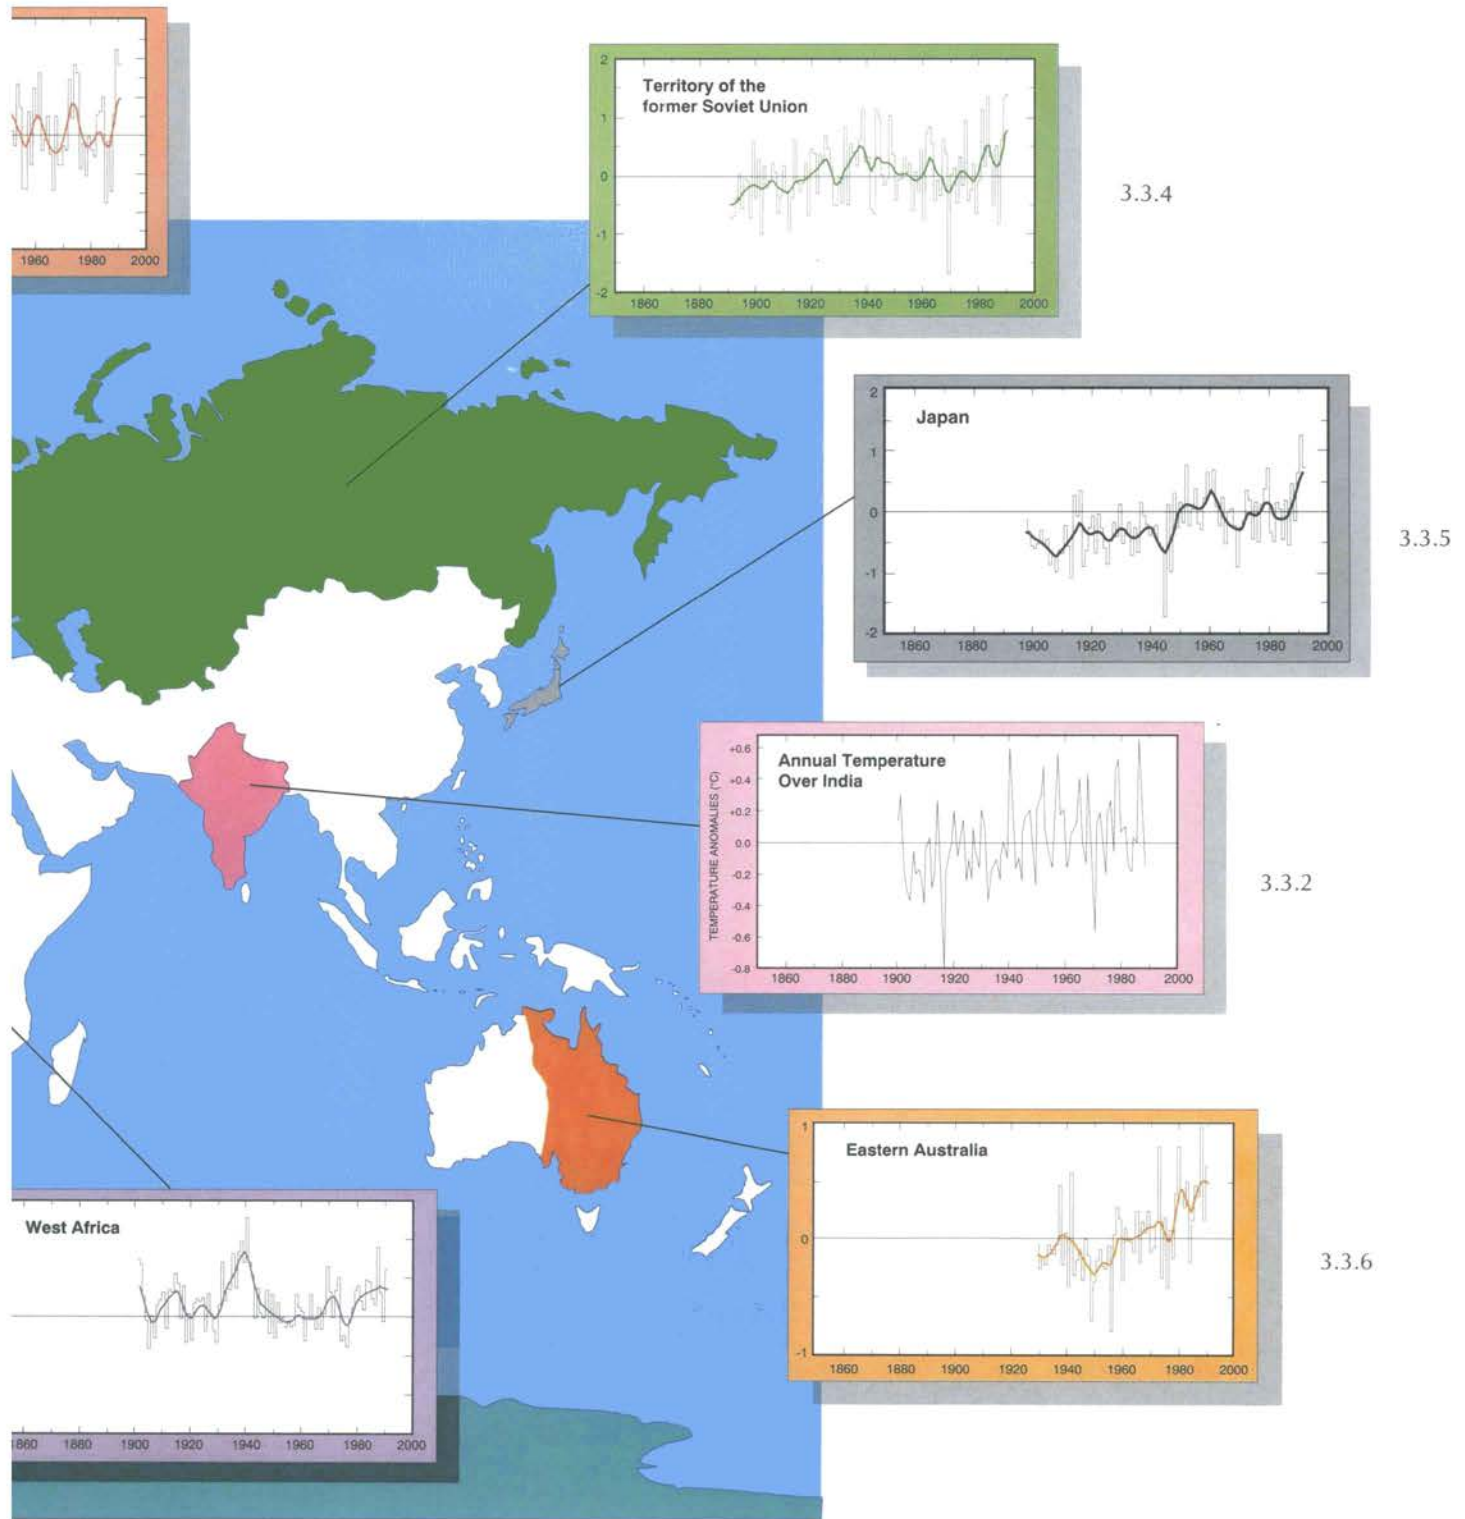 1960 1980 2000
2
Territory of the
former Soviet Union
1
0
-1
-2
1860 1880 1900 1920 1940 1960 1980 2000
3.3.4
2
Japan
1
0
-1
-2
1860 1880 1900 1920 1940 1960 1980 2000
3.3.5
TEMPERATURE ANOMALIES (°C)
+0.6
Annual Temperature
Over India
+0.4
+0.2
0.0
-0.2
-0.4
-0.6
-0.8
1860 1880 1900 1920 1940 1960 1980 2000
3.3.2
1
Eastern Australia
0
-1
1860 1880 1900 1920 1940 1960 1980 2000
3.3.6
West Africa
1860 1880 1900 1920 1940 1960 1980 2000